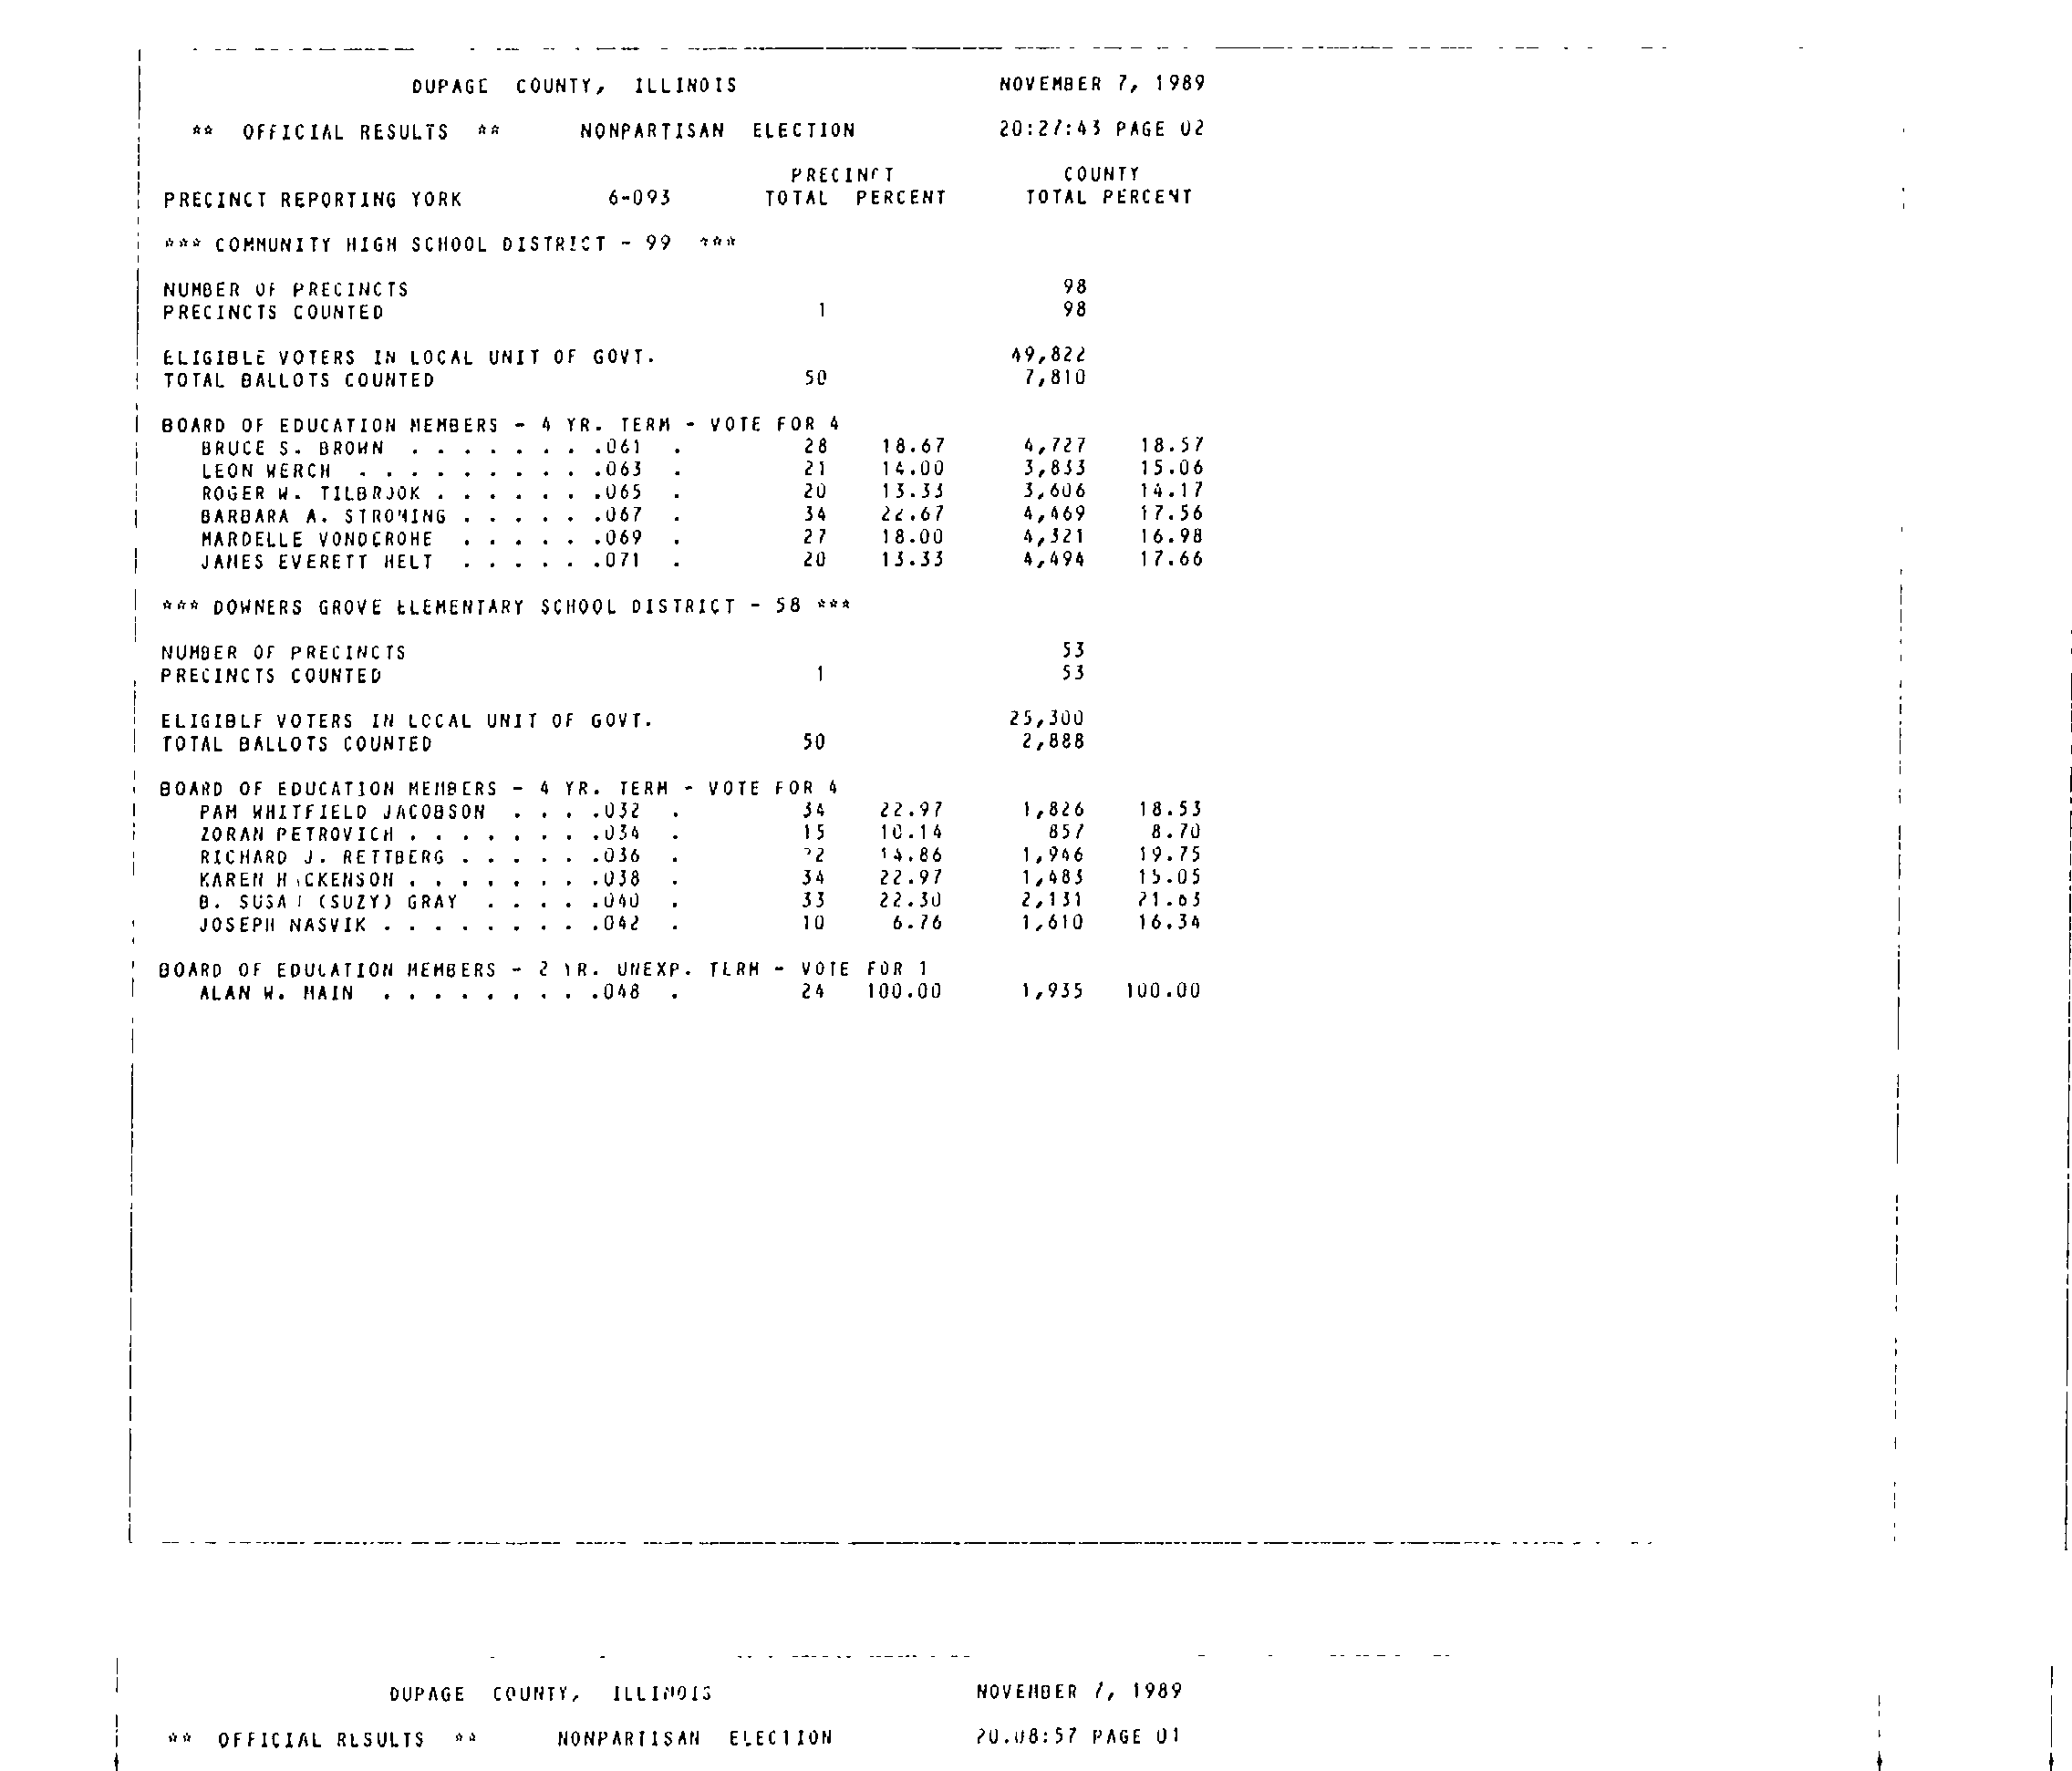 DUPAGE COUNTY, ILLINOIS NOVEMBER 7, 1989
** OFFICIAL RESULTS ** NONPARTISAN ELECTION 20:27:43 PAGE 02
PRECINCT COUNTY
PRECINCT REPORTING YORK 6-093 TOTAL PERCENT TOTAL PERCENT
*** COMMUNITY HIGH SCHOOL DISTRICT - 99 ***
NUMBER OF PRECINCTS 98
PRECINCTS COUNTED 1 98
ELIGIBLE VOTERS IN LOCAL UNIT OF GOVT. 49,822
TOTAL BALLOTS COUNTED 50 7,810
BOARD OF EDUCATION MEMBERS - 4 YR. TERM - VOTE FOR 4
BRUCE S. BROWN . . . . . . . .061 . 28 18.67 4,727 18.57
LEON WERCH . . . . . . . . . .063 . 21 14.00 3,833 15.06
ROGER W. TILBROOK . . . . . . .065 . 20 13.33 3,606 14.17
BARBARA A. STROMING . . . . . .067 . 34 22.67 4,469 17.56
MARDELLE VONDEROHE . . . . . .069 . 27 18.00 4,321 16.98
JAMES EVERETT HELT . . . . . .071 . 20 13.33 4,494 17.66
*** DOWNERS GROVE ELEMENTARY SCHOOL DISTRICT - 58 ***
NUMBER OF PRECINCTS 53
PRECINCTS COUNTED 1 53
ELIGIBLE VOTERS IN LOCAL UNIT OF GOVT. 25,300
TOTAL BALLOTS COUNTED 50 2,888
BOARD OF EDUCATION MEMBERS - 4 YR. TERM - VOTE FOR 4
PAM WHITFIELD JACOBSON . . . .032 . 34 22.97 1,826 18.53
ZORAN PETROVICH . . . . . . . .034 . 15 10.14 857 8.70
RICHARD J. RETTBERG . . . . . .036 . 22 14.86 1,946 19.75
KAREN . . . . . . . .038 . 34 22.97 1,483 15.05
B. SUSAN (SUZY) GRAY . . . . .040 . 33 22.30 2,131 21.63
JOSEPH NASVIK . . . . . . . . .042 . 10 6.76 1,610 16.34
BOARD OF EDUCATION MEMBERS - 2 YR. UNEXP. TERM - VOTE FOR 1
ALAN W. MAIN . . . . . . . . .048 . 24 100.00 1,935 100.00
DUPAGE COUNTY, ILLINOIS NOVEMBER 7, 1989
** OFFICIAL RESULTS ** NONPARTISAN ELECTION 20:08:57 PAGE 01